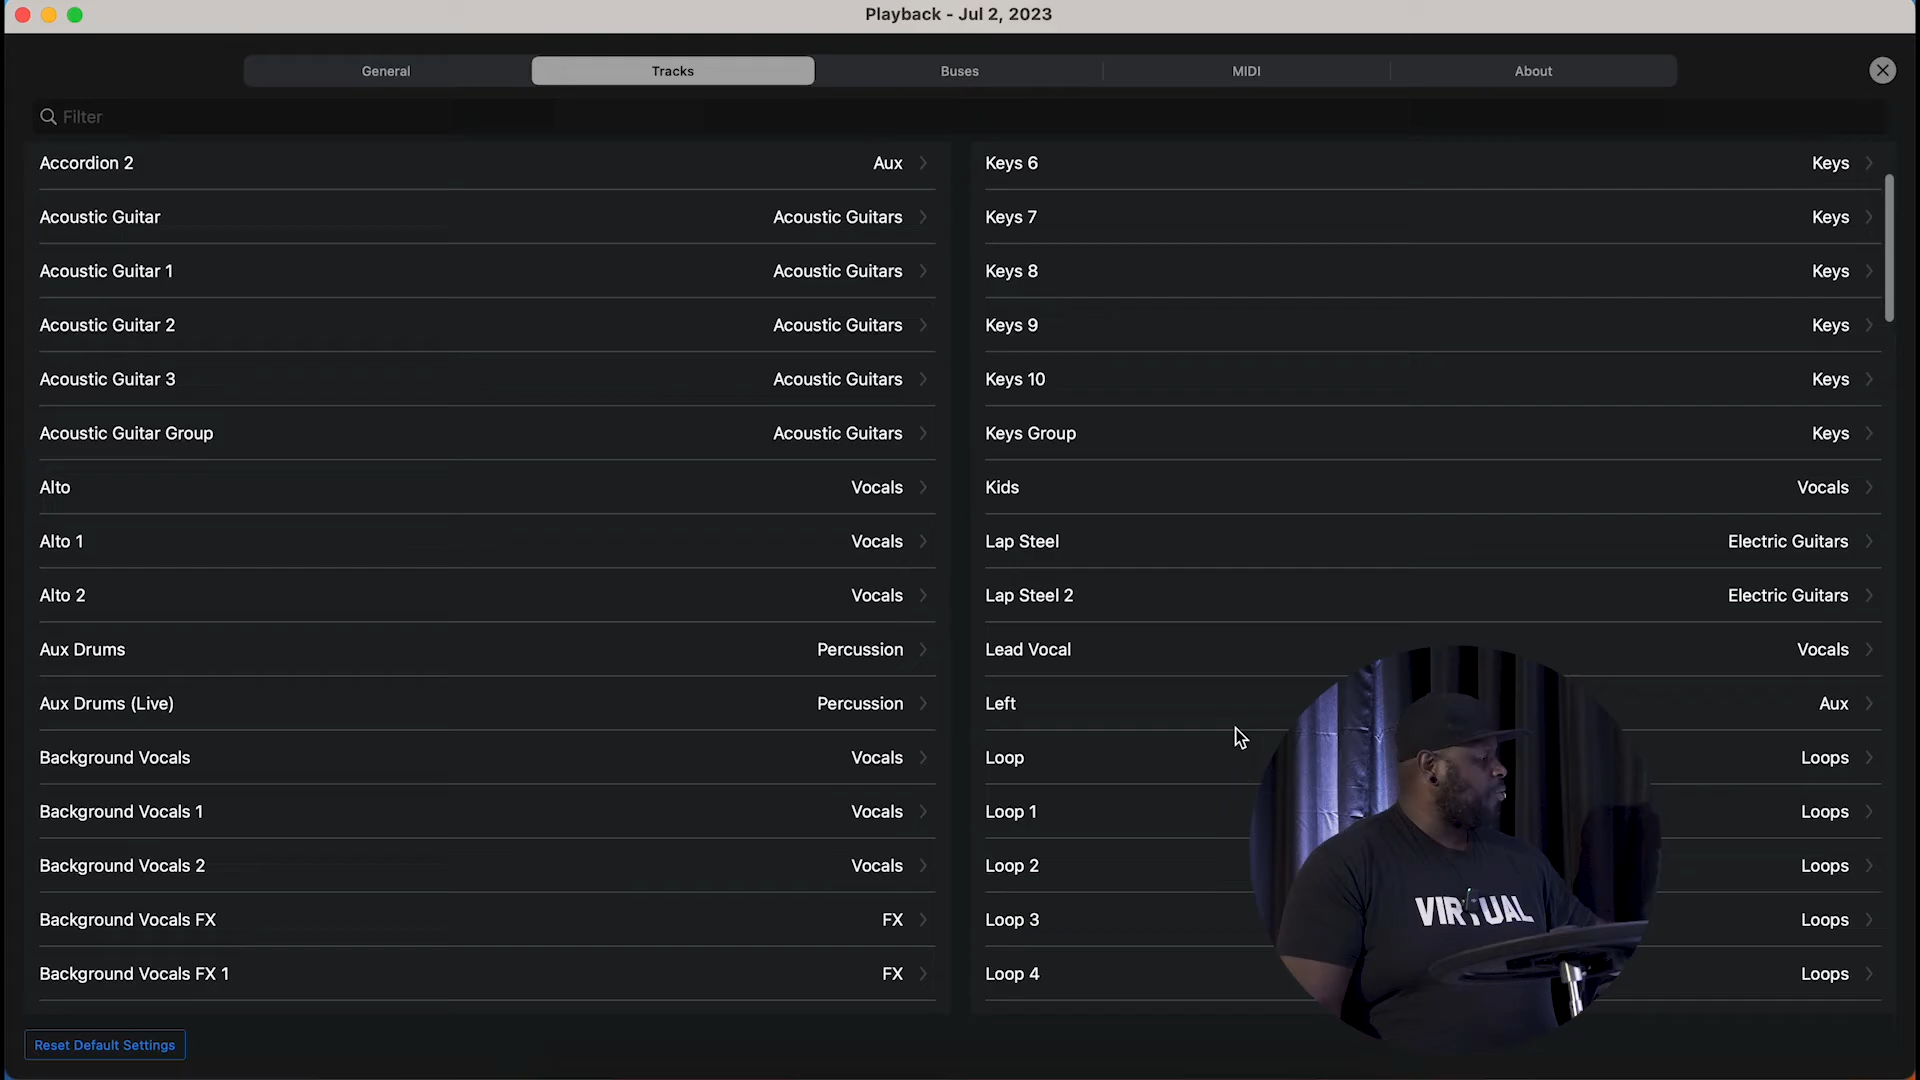 Playback - Jul 2, 2023
General
Tracks
Buses
MIDI
About
Filter
Accordion 2 Aux
Acoustic Guitar Acoustic Guitars
Acoustic Guitar 1 Acoustic Guitars
Acoustic Guitar 2 Acoustic Guitars
Acoustic Guitar 3 Acoustic Guitars
Acoustic Guitar Group Acoustic Guitars
Alto Vocals
Alto 1 Vocals
Alto 2 Vocals
Aux Drums Percussion
Aux Drums (Live) Percussion
Background Vocals Vocals
Background Vocals 1 Vocals
Background Vocals 2 Vocals
Background Vocals FX FX
Background Vocals FX 1 FX
Keys 6 Keys
Keys 7 Keys
Keys 8 Keys
Keys 9 Keys
Keys 10 Keys
Keys Group Keys
Kids Vocals
Lap Steel Electric Guitars
Lap Steel 2 Electric Guitars
Lead Vocal Vocals
Left Aux
Loop Loops
Loop 1 Loops
Loop 2 Loops
Loop 3 Loops
Loop 4 Loops
VIRTUAL
Reset Default Settings